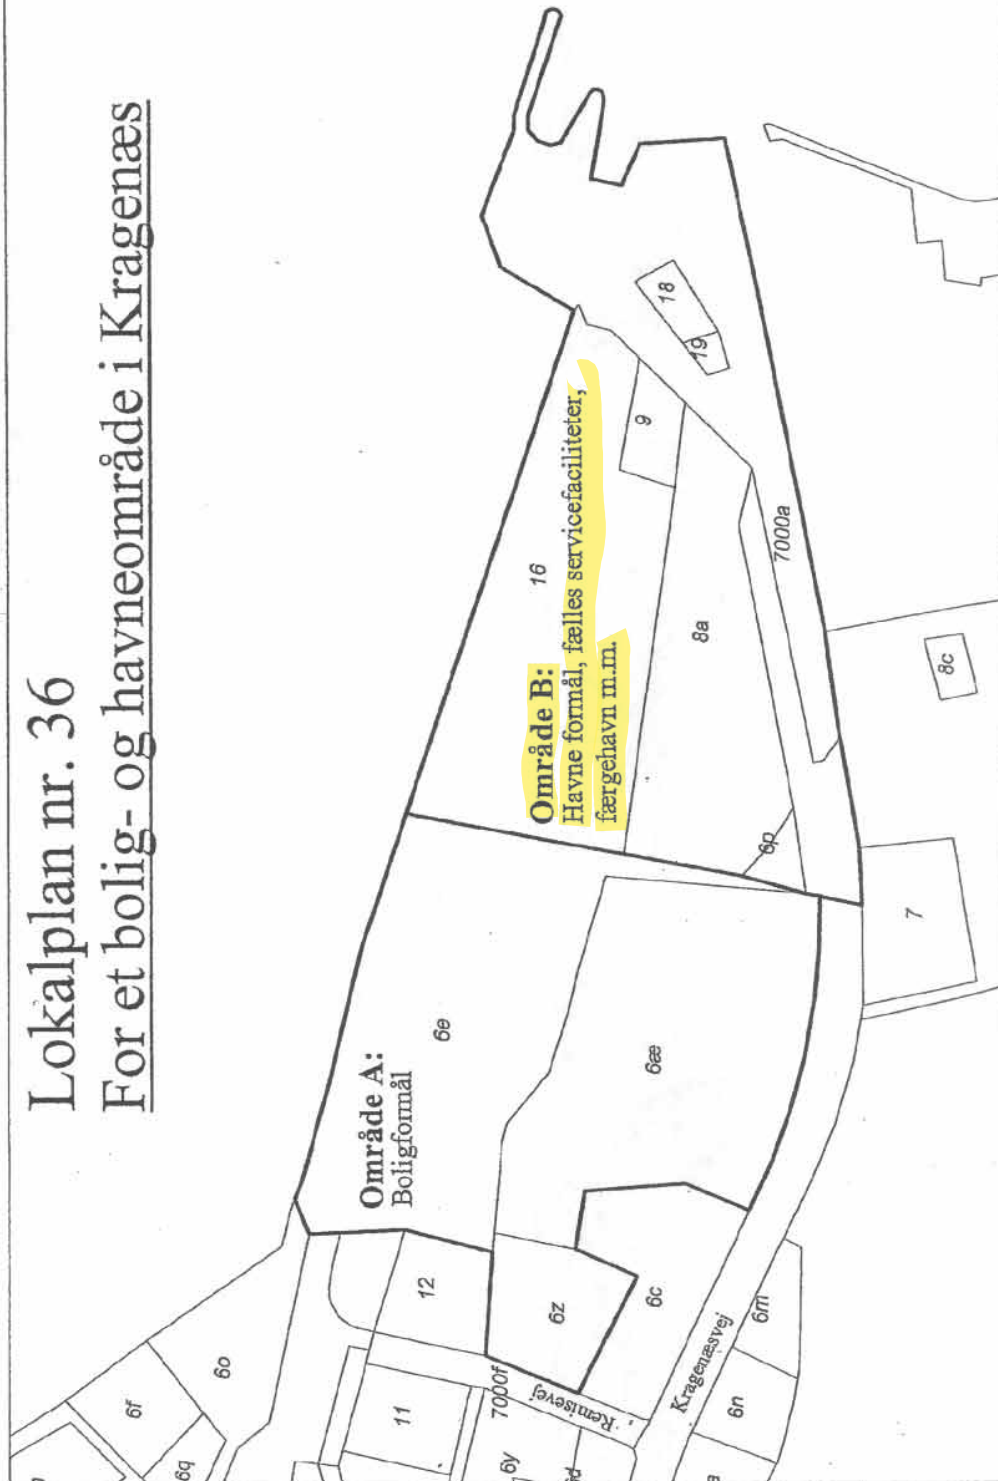 Lokalplan nr. 36
For et bolig- og havneområde i Kragenæs
Område A:
Boligformål
Område B:
Havne formål, fælles servicefaciliteter,
færgehavn m.m.
16
9
18
19
8a
7000a
8c
6p
7
6e
6æ
12
6z
6c
6o
6f
6q
11
7000f
Remisevej
Kragenæsvej
6m
6n
6y